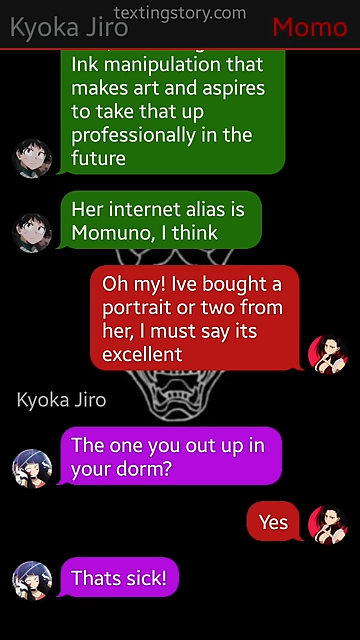 textingstory.com
Kyoka Jiro
Momo
Ink manipulation that
makes art and aspires
to take that up
professionally in the
future
Her internet alias is
Momuno, I think
Oh my! Ive bought a
portrait or two from
her, I must say its
excellent
Kyoka Jiro
The one you out up in
your dorm?
Yes
Thats sick!